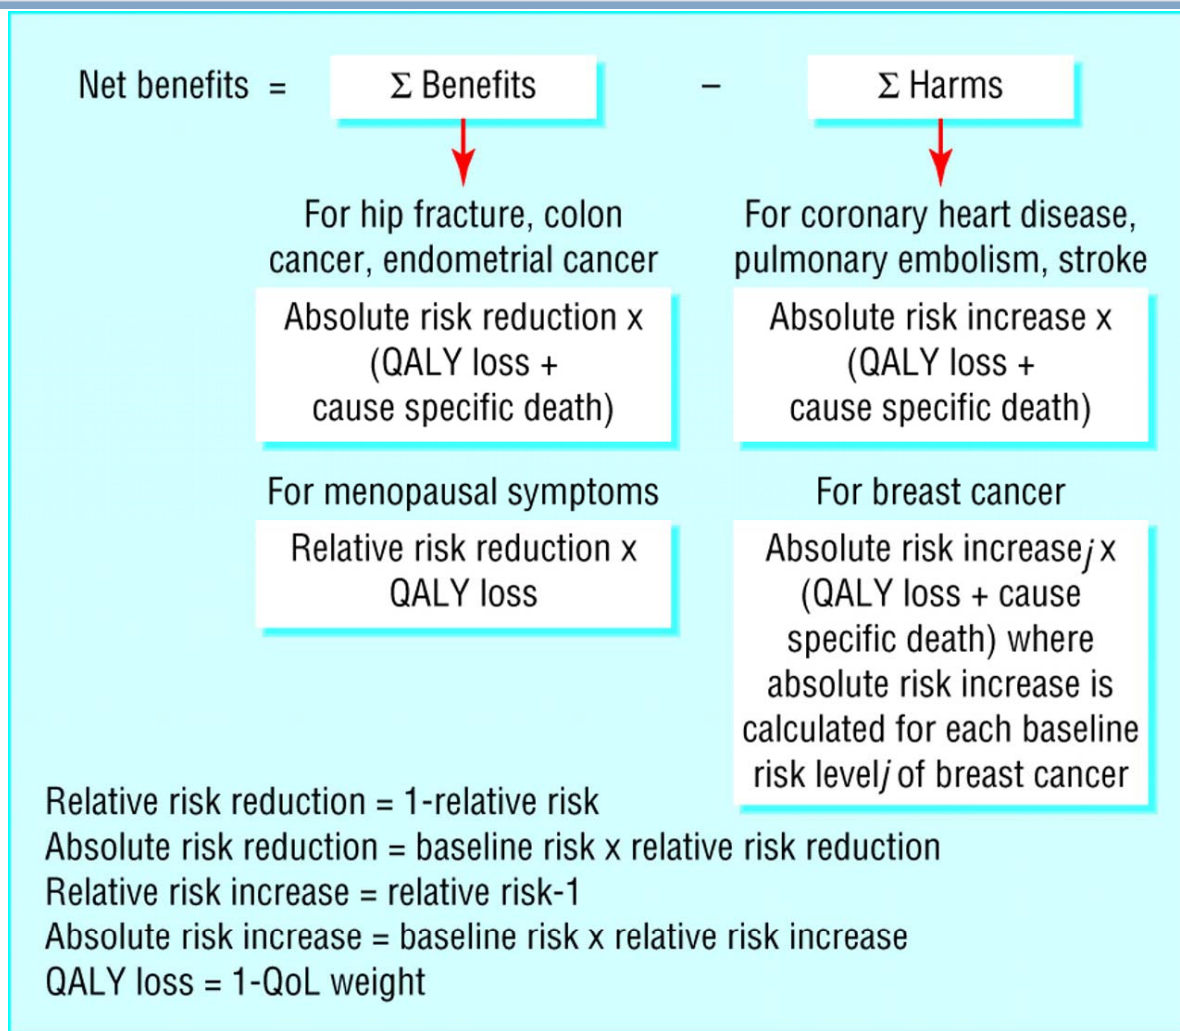 Net benefits = Σ Benefits – Σ Harms
For hip fracture, colon
cancer, endometrial cancer
Absolute risk reduction x
(QALY loss +
cause specific death)
For menopausal symptoms
Relative risk reduction x
QALY loss
For coronary heart disease,
pulmonary embolism, stroke
Absolute risk increase x
(QALY loss +
cause specific death)
For breast cancer
Absolute risk increasej x
(QALY loss + cause
specific death) where
absolute risk increase is
calculated for each baseline
risk levelj of breast cancer
Relative risk reduction = 1-relative risk
Absolute risk reduction = baseline risk x relative risk reduction
Relative risk increase = relative risk-1
Absolute risk increase = baseline risk x relative risk increase
QALY loss = 1-QoL weight